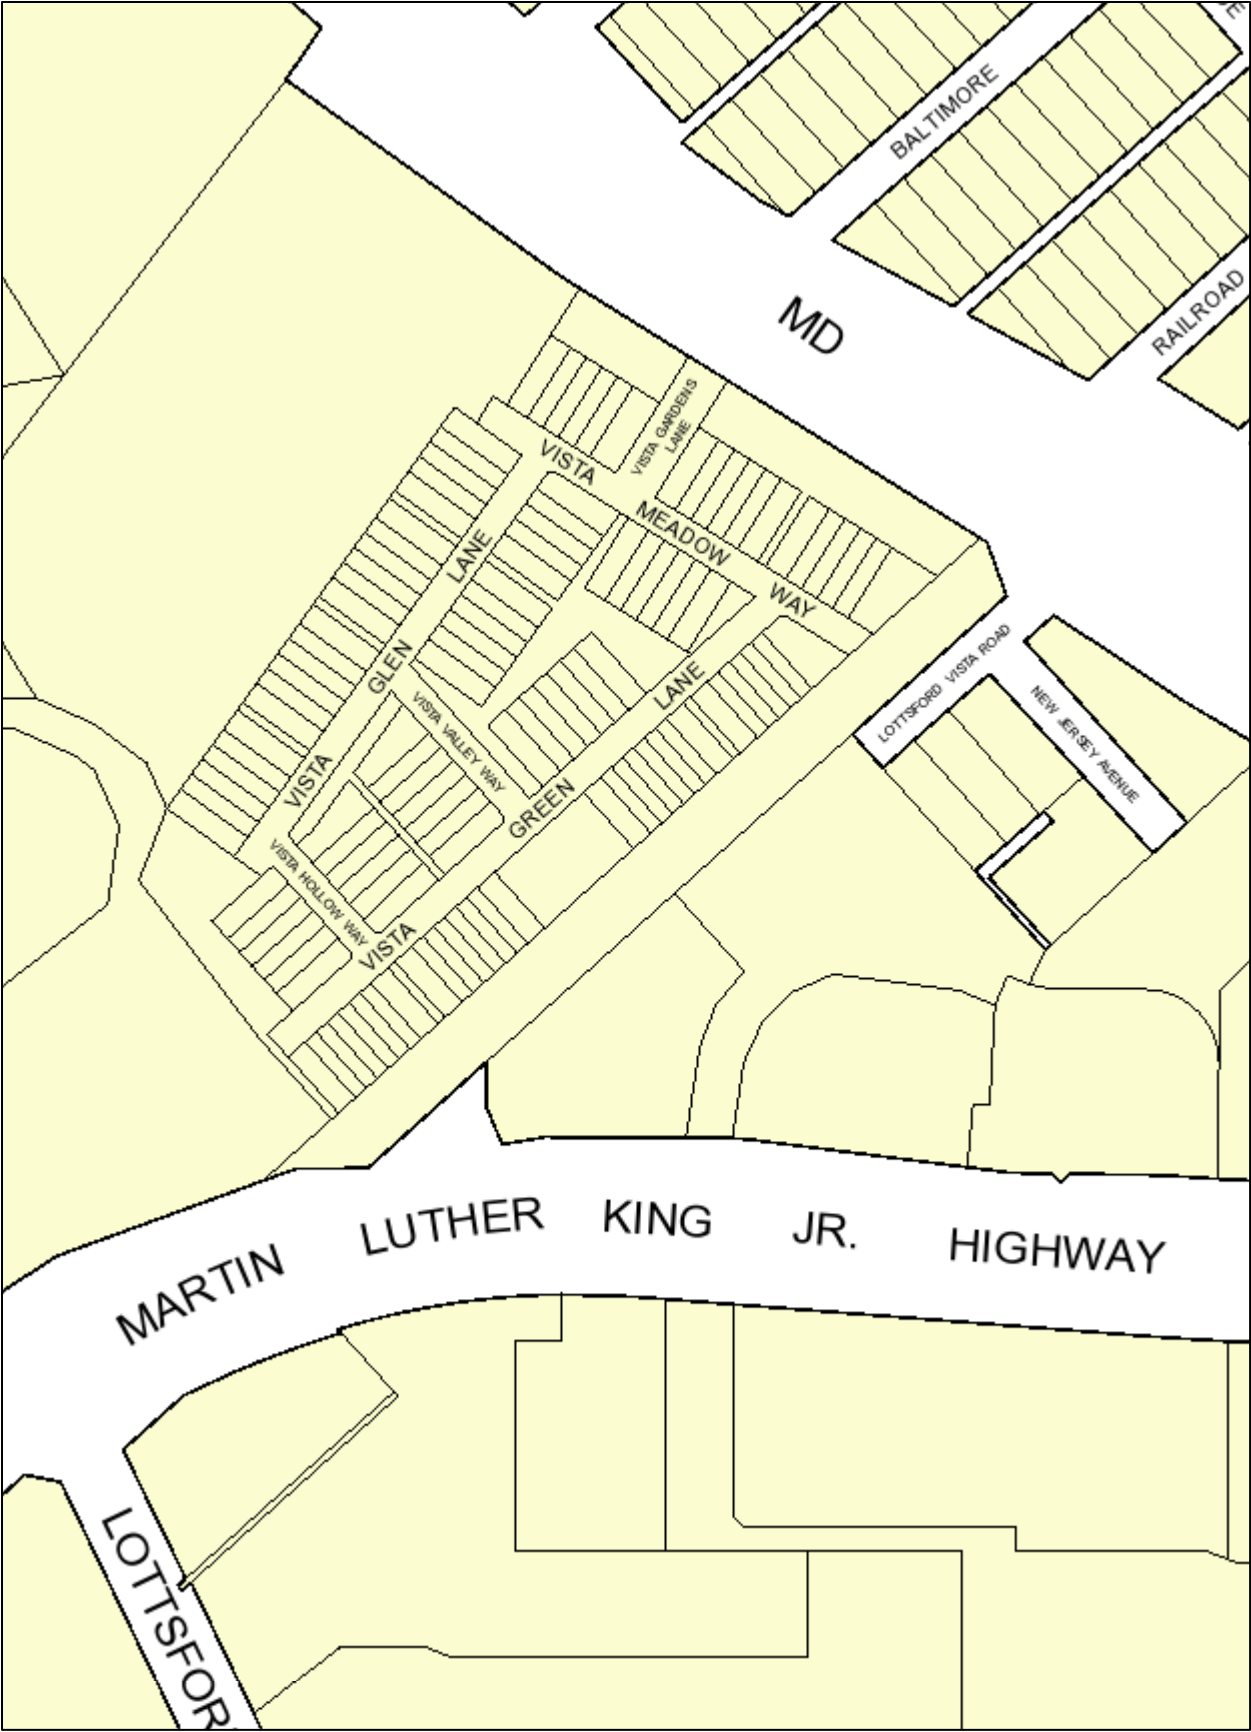 BALTIMORE
RAILROAD
MD
VISTA GARDENS
LANE
VISTA MEADOW WAY
VISTA GLEN LANE
LOTTSFORD VISTA ROAD
NEW JERSEY AVENUE
VISTA VALLEY WAY
VISTA GREEN LANE
VISTA HOLLOW WAY
MARTIN LUTHER KING JR. HIGHWAY
LOTTSFOR